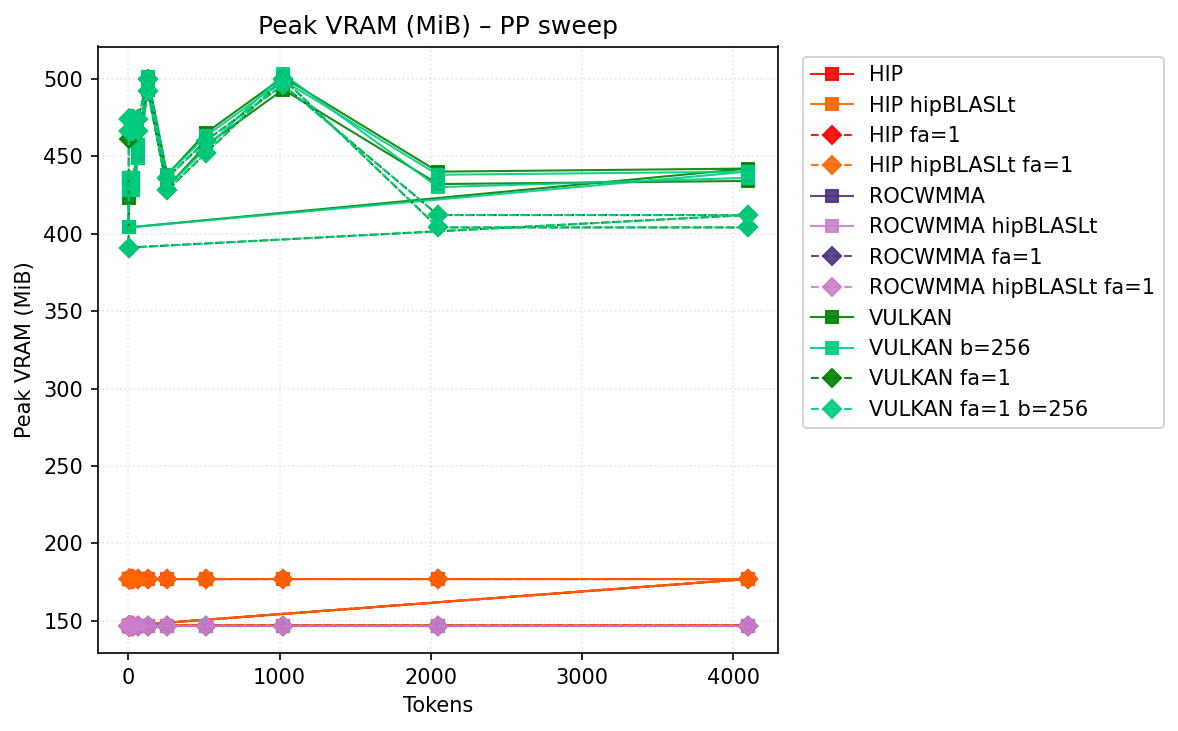 Peak VRAM (MiB) – PP sweep
500
450
400
350
300
250
200
150
Peak VRAM (MiB)
0
1000
2000
3000
4000
Tokens
HIP
HIP hipBLASLt
HIP fa=1
HIP hipBLASLt fa=1
ROCWMMA
ROCWMMA hipBLASLt
ROCWMMA fa=1
ROCWMMA hipBLASLt fa=1
VULKAN
VULKAN b=256
VULKAN fa=1
VULKAN fa=1 b=256